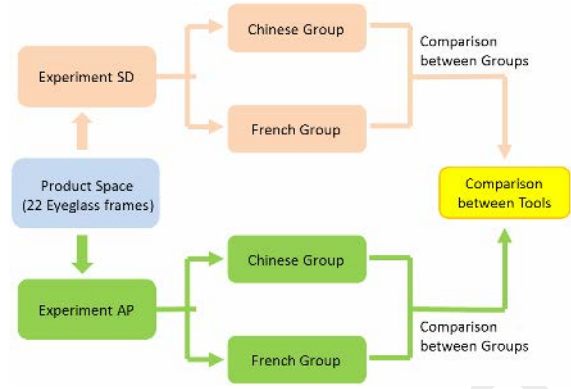 Chinese Group
Comparison
between Groups
Experiment SD
French Group
Product Space
(22 Eyeglass frames)
Comparison
between Tools
Chinese Group
Experiment AP
Comparison
between Groups
French Group